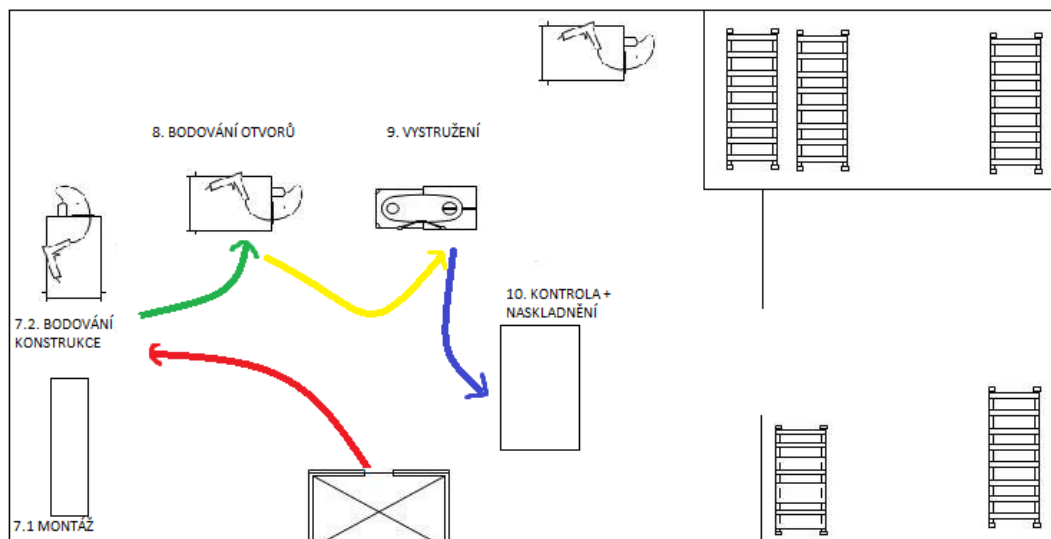 8. BODOVÁNÍ OTVORŮ
9. VYSTRUŽENÍ
7.2. BODOVÁNÍ
KONSTRUKCE
10. KONTROLA +
NASKLADNĚNÍ
7.1 MONTÁŽ